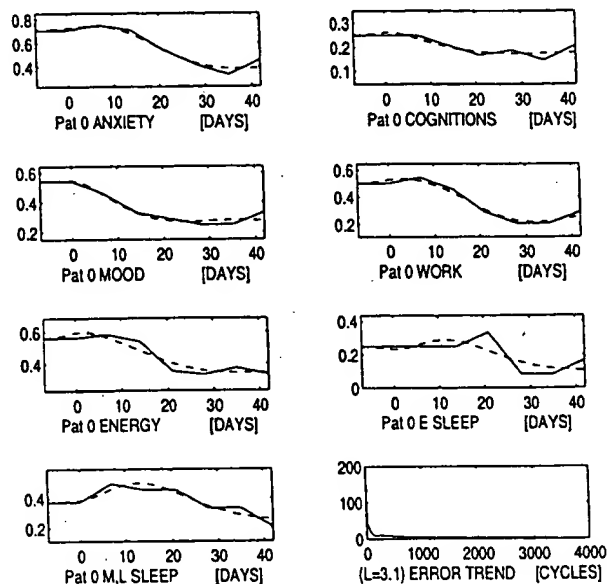 0.8
0.6
0.4
0 10 20 30 40
Pat 0 ANXIETY [DAYS]
0.3
0.2
0.1
0 10 20 30 40
Pat 0 COGNITIONS [DAYS]
0.4
0.2
0 10 20 30 40
Pat 0 MOOD [DAYS]
0.4
0.2
0 10 20 30 40
Pat 0 WORK [DAYS]
0.6
0.4
0 10 20 30 40
Pat 0 ENERGY [DAYS]
0.4
0.2
0
0 10 20 30 40
Pat 0 E SLEEP [DAYS]
0.4
0.2
0 10 20 30 40
Pat 0 M,L SLEEP [DAYS]
200
100
0
0 1000 2000 3000 4000
(L=3.1) ERROR TREND [CYCLES]